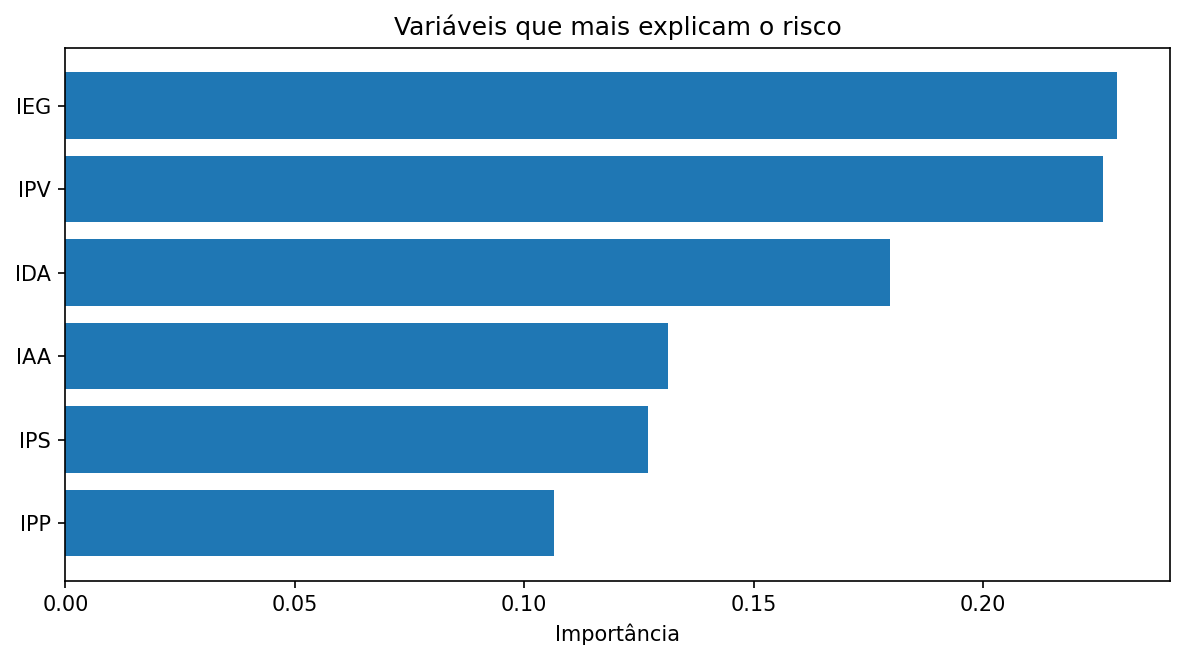 Variáveis que mais explicam o risco
IEG
IPV
IDA
IAA
IPS
IPP
0.00 0.05 0.10 0.15 0.20
Importância